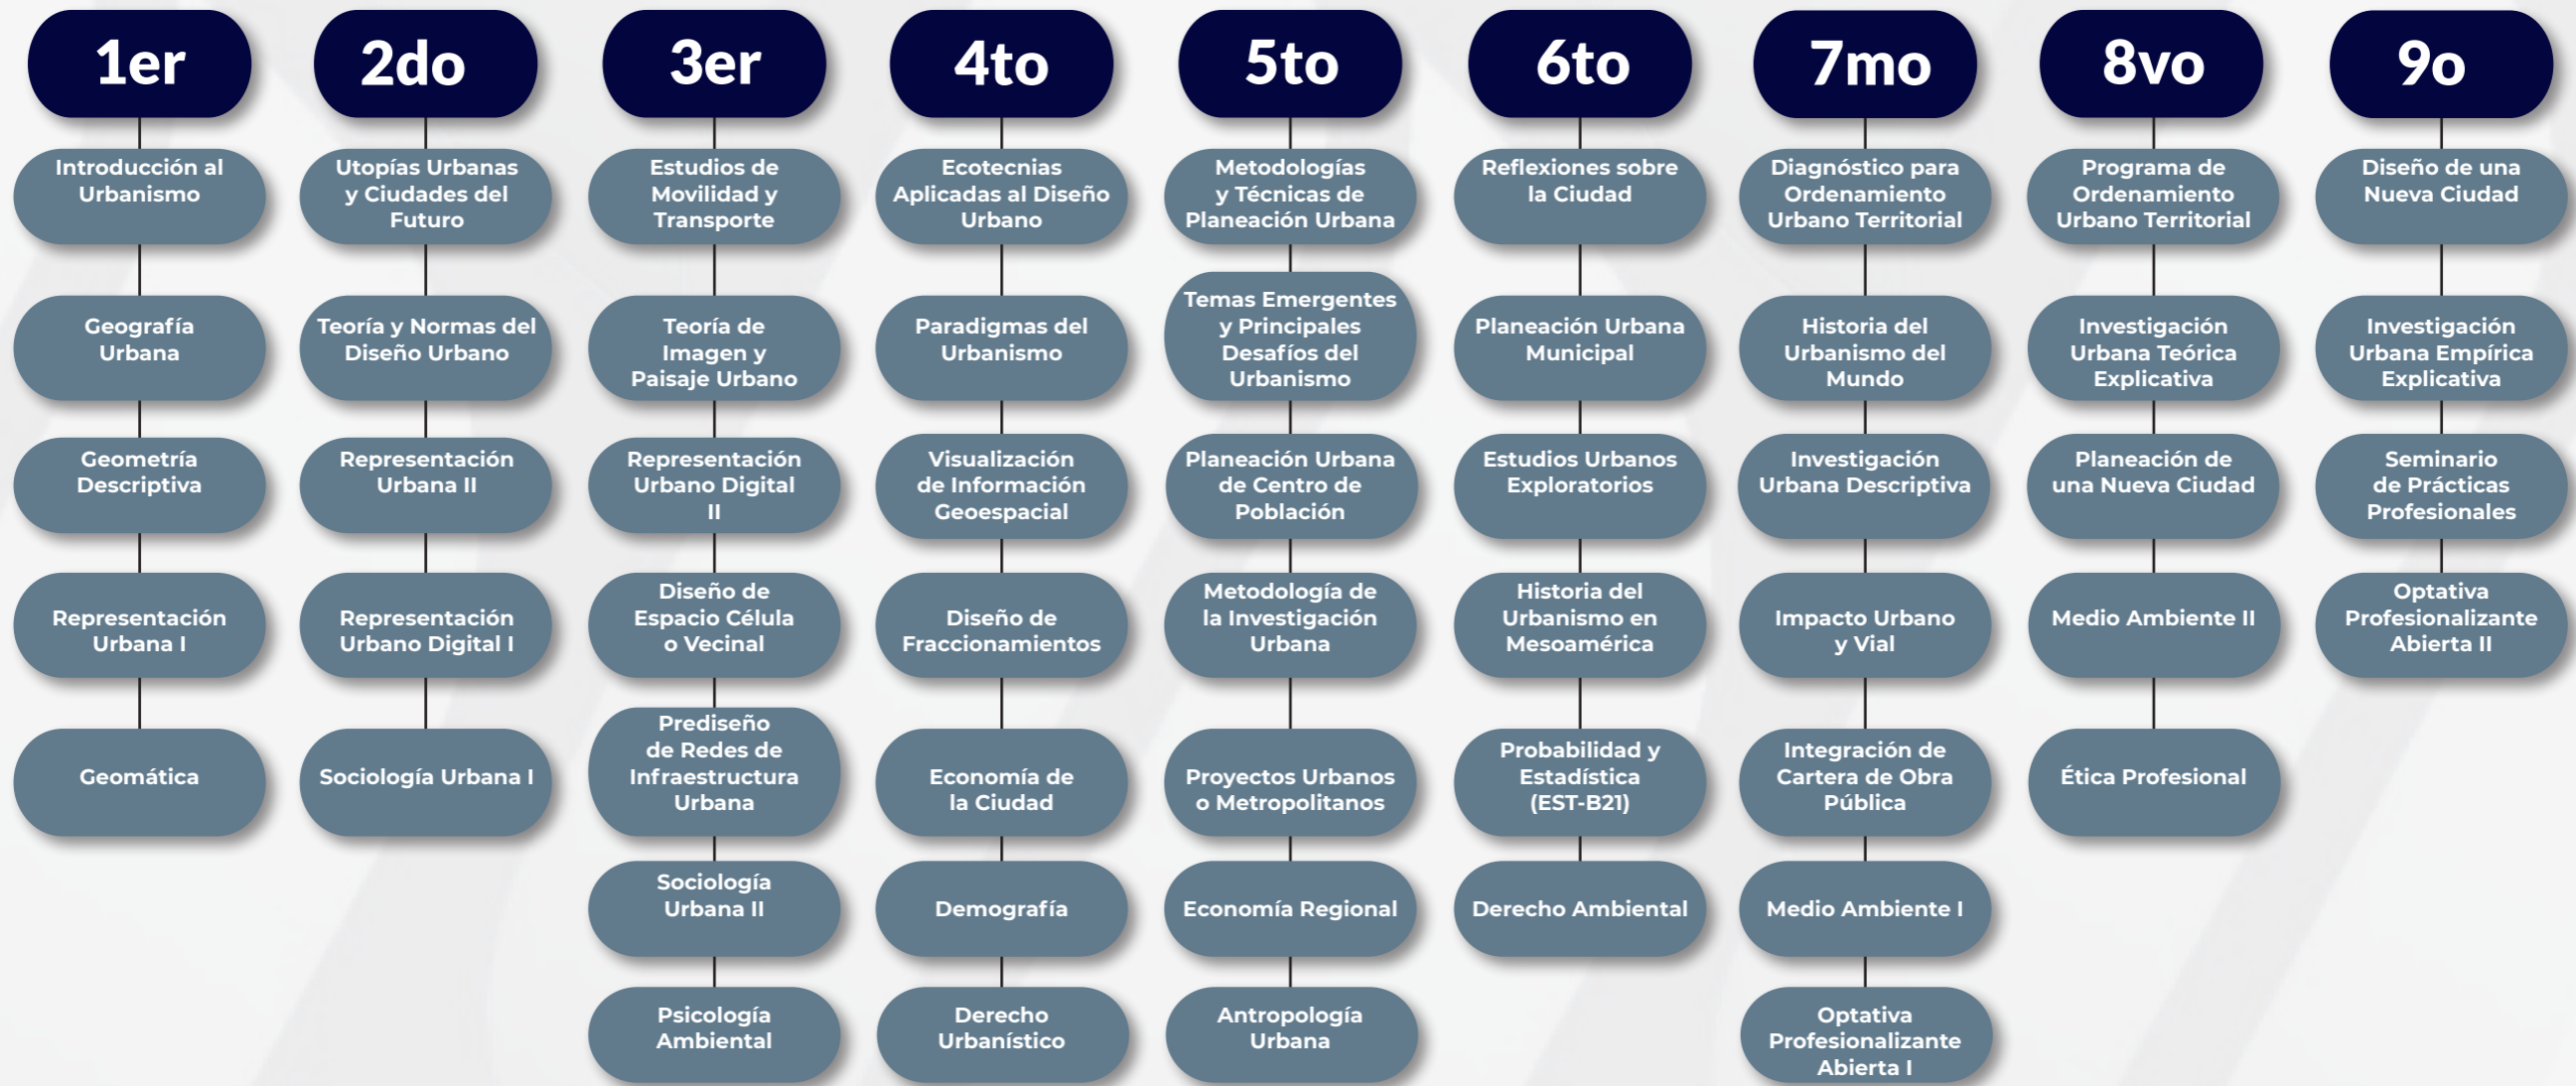 1er
Introducción al
Urbanismo
Geografía
Urbana
Geometría
Descriptiva
Representación
Urbana I
Geomática
2do
Utopías Urbanas
y Ciudades del
Futuro
Teoría y Normas del
Diseño Urbano
Representación
Urbana II
Representación
Urbano Digital I
Sociología Urbana I
3er
Estudios de
Movilidad y
Transporte
Teoría de
Imagen y
Paisaje Urbano
Representación
Urbano Digital
II
Diseño de
Espacio Célula
o Vecinal
Prediseño
de Redes de
Infraestructura
Urbana
Sociología
Urbana II
Psicología
Ambiental
4to
Ecotecnias
Aplicadas al Diseño
Urbano
Paradigmas del
Urbanismo
Visualización
de Información
Geoespacial
Diseño de
Fraccionamientos
Economía de
la Ciudad
Demografía
Derecho
Urbanístico
5to
Metodologías
y Técnicas de
Planeación Urbana
Temas Emergentes
y Principales
Desafíos del
Urbanismo
Planeación Urbana
de Centro de
Población
Metodología de
la Investigación
Urbana
Proyectos Urbanos
o Metropolitanos
Economía Regional
Antropología
Urbana
6to
Reflexiones sobre
la Ciudad
Planeación Urbana
Municipal
Estudios Urbanos
Exploratorios
Historia del
Urbanismo en
Mesoamérica
Probabilidad y
Estadística
(EST-B21)
Derecho Ambiental
7mo
Diagnóstico para
Ordenamiento
Urbano Territorial
Historia del
Urbanismo del
Mundo
Investigación
Urbana Descriptiva
Impacto Urbano
y Vial
Integración de
Cartera de Obra
Pública
Medio Ambiente I
Optativa
Profesionalizante
Abierta I
8vo
Programa de
Ordenamiento
Urbano Territorial
Investigación
Urbana Teórica
Explicativa
Planeación de
una Nueva Ciudad
Medio Ambiente II
Ética Profesional
9o
Diseño de una
Nueva Ciudad
Investigación
Urbana Empírica
Explicativa
Seminario
de Prácticas
Profesionales
Optativa
Profesionalizante
Abierta II